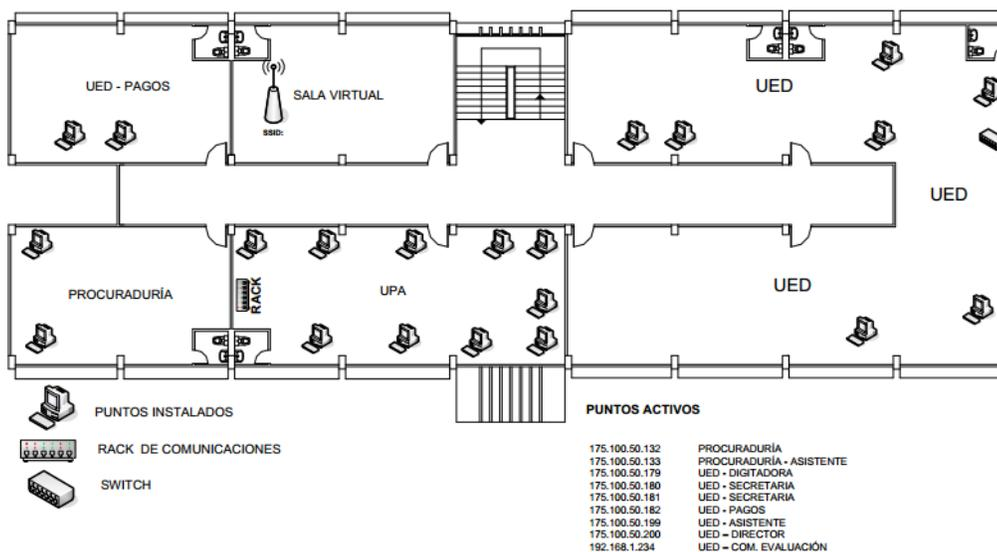 UED - PAGOS
SALA VIRTUAL
SSID:
UED
UED
PROCURADURÍA
RACK
UPA
UED
PUNTOS INSTALADOS
RACK DE COMUNICACIONES
SWITCH
PUNTOS ACTIVOS
175.100.50.132 PROCURADURÍA
175.100.50.133 PROCURADURÍA - ASISTENTE
175.100.50.179 UED - DIGITADORA
175.100.50.180 UED - SECRETARIA
175.100.50.181 UED - SECRETARIA
175.100.50.182 UED - PAGOS
175.100.50.199 UED - ASISTENTE
175.100.50.200 UED – DIRECTOR
192.168.1.234 UED – COM. EVALUACIÓN